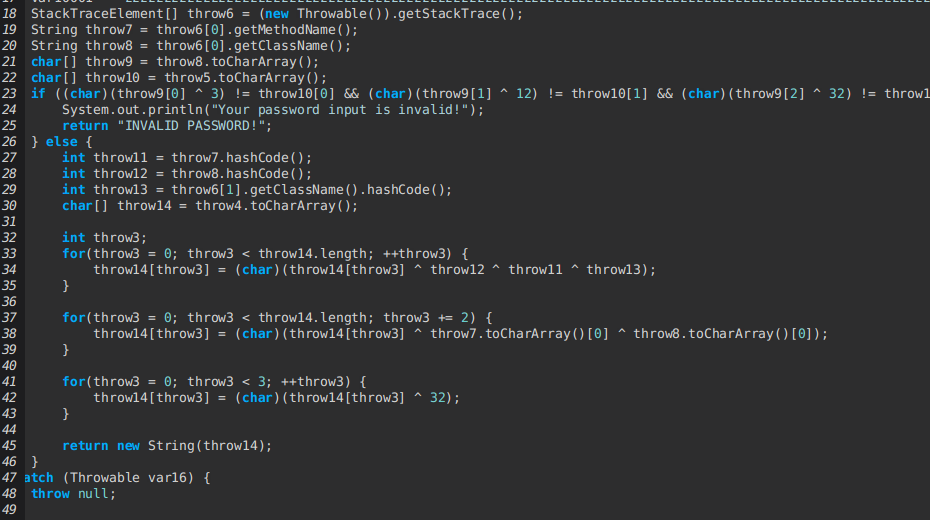 18 StackTraceElement[] throw6 = (new Throwable()).getStackTrace();
19 String throw7 = throw6[0].getMethodName();
20 String throw8 = throw6[0].getClassName();
21 char[] throw9 = throw8.toCharArray();
22 char[] throw10 = throw5.toCharArray();
23 if ((char)(throw9[0] ^ 3) != throw10[0] && (char)(throw9[1] ^ 12) != throw10[1] && (char)(throw9[2] ^ 32) != throw1
24 System.out.println("Your password input is invalid!");
25 return "INVALID PASSWORD!";
26 } else {
27 int throw11 = throw7.hashCode();
28 int throw12 = throw8.hashCode();
29 int throw13 = throw6[1].getClassName().hashCode();
30 char[] throw14 = throw4.toCharArray();
31
32 int throw3;
33 for(throw3 = 0; throw3 < throw14.length; ++throw3) {
34 throw14[throw3] = (char)(throw14[throw3] ^ throw12 ^ throw11 ^ throw13);
35 }
36
37 for(throw3 = 0; throw3 < throw14.length; throw3 += 2) {
38 throw14[throw3] = (char)(throw14[throw3] ^ throw7.toCharArray()[0] ^ throw8.toCharArray()[0]);
39 }
40
41 for(throw3 = 0; throw3 < 3; ++throw3) {
42 throw14[throw3] = (char)(throw14[throw3] ^ 32);
43 }
44
45 return new String(throw14);
46 }
47 atch (Throwable var16) {
48 throw null;
49